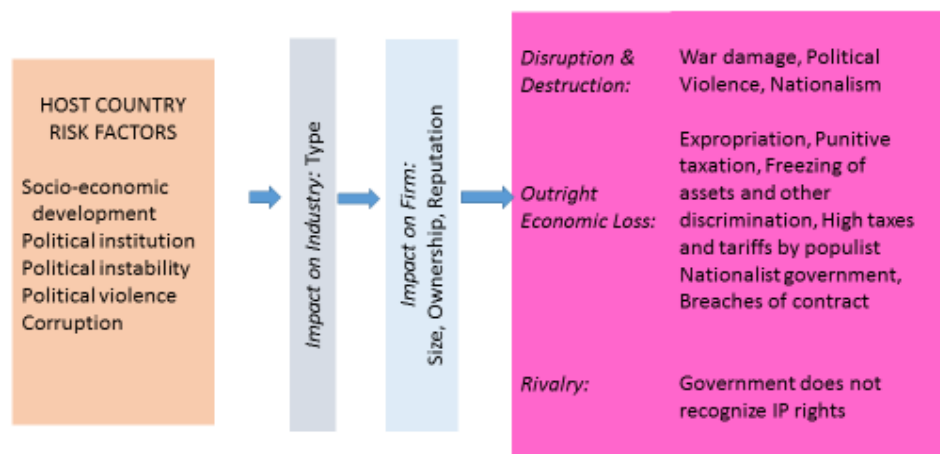 HOST COUNTRY
RISK FACTORS
Socio-economic
development
Political institution
Political instability
Political violence
Corruption
Impact on Industry: Type
Impact on Firm:
Size, Ownership, Reputation
Disruption &
Destruction:
War damage, Political
Violence, Nationalism
Outright
Economic Loss:
Expropriation, Punitive
taxation, Freezing of
assets and other
discrimination, High taxes
and tariffs by populist
Nationalist government,
Breaches of contract
Rivalry:
Government does not
recognize IP rights